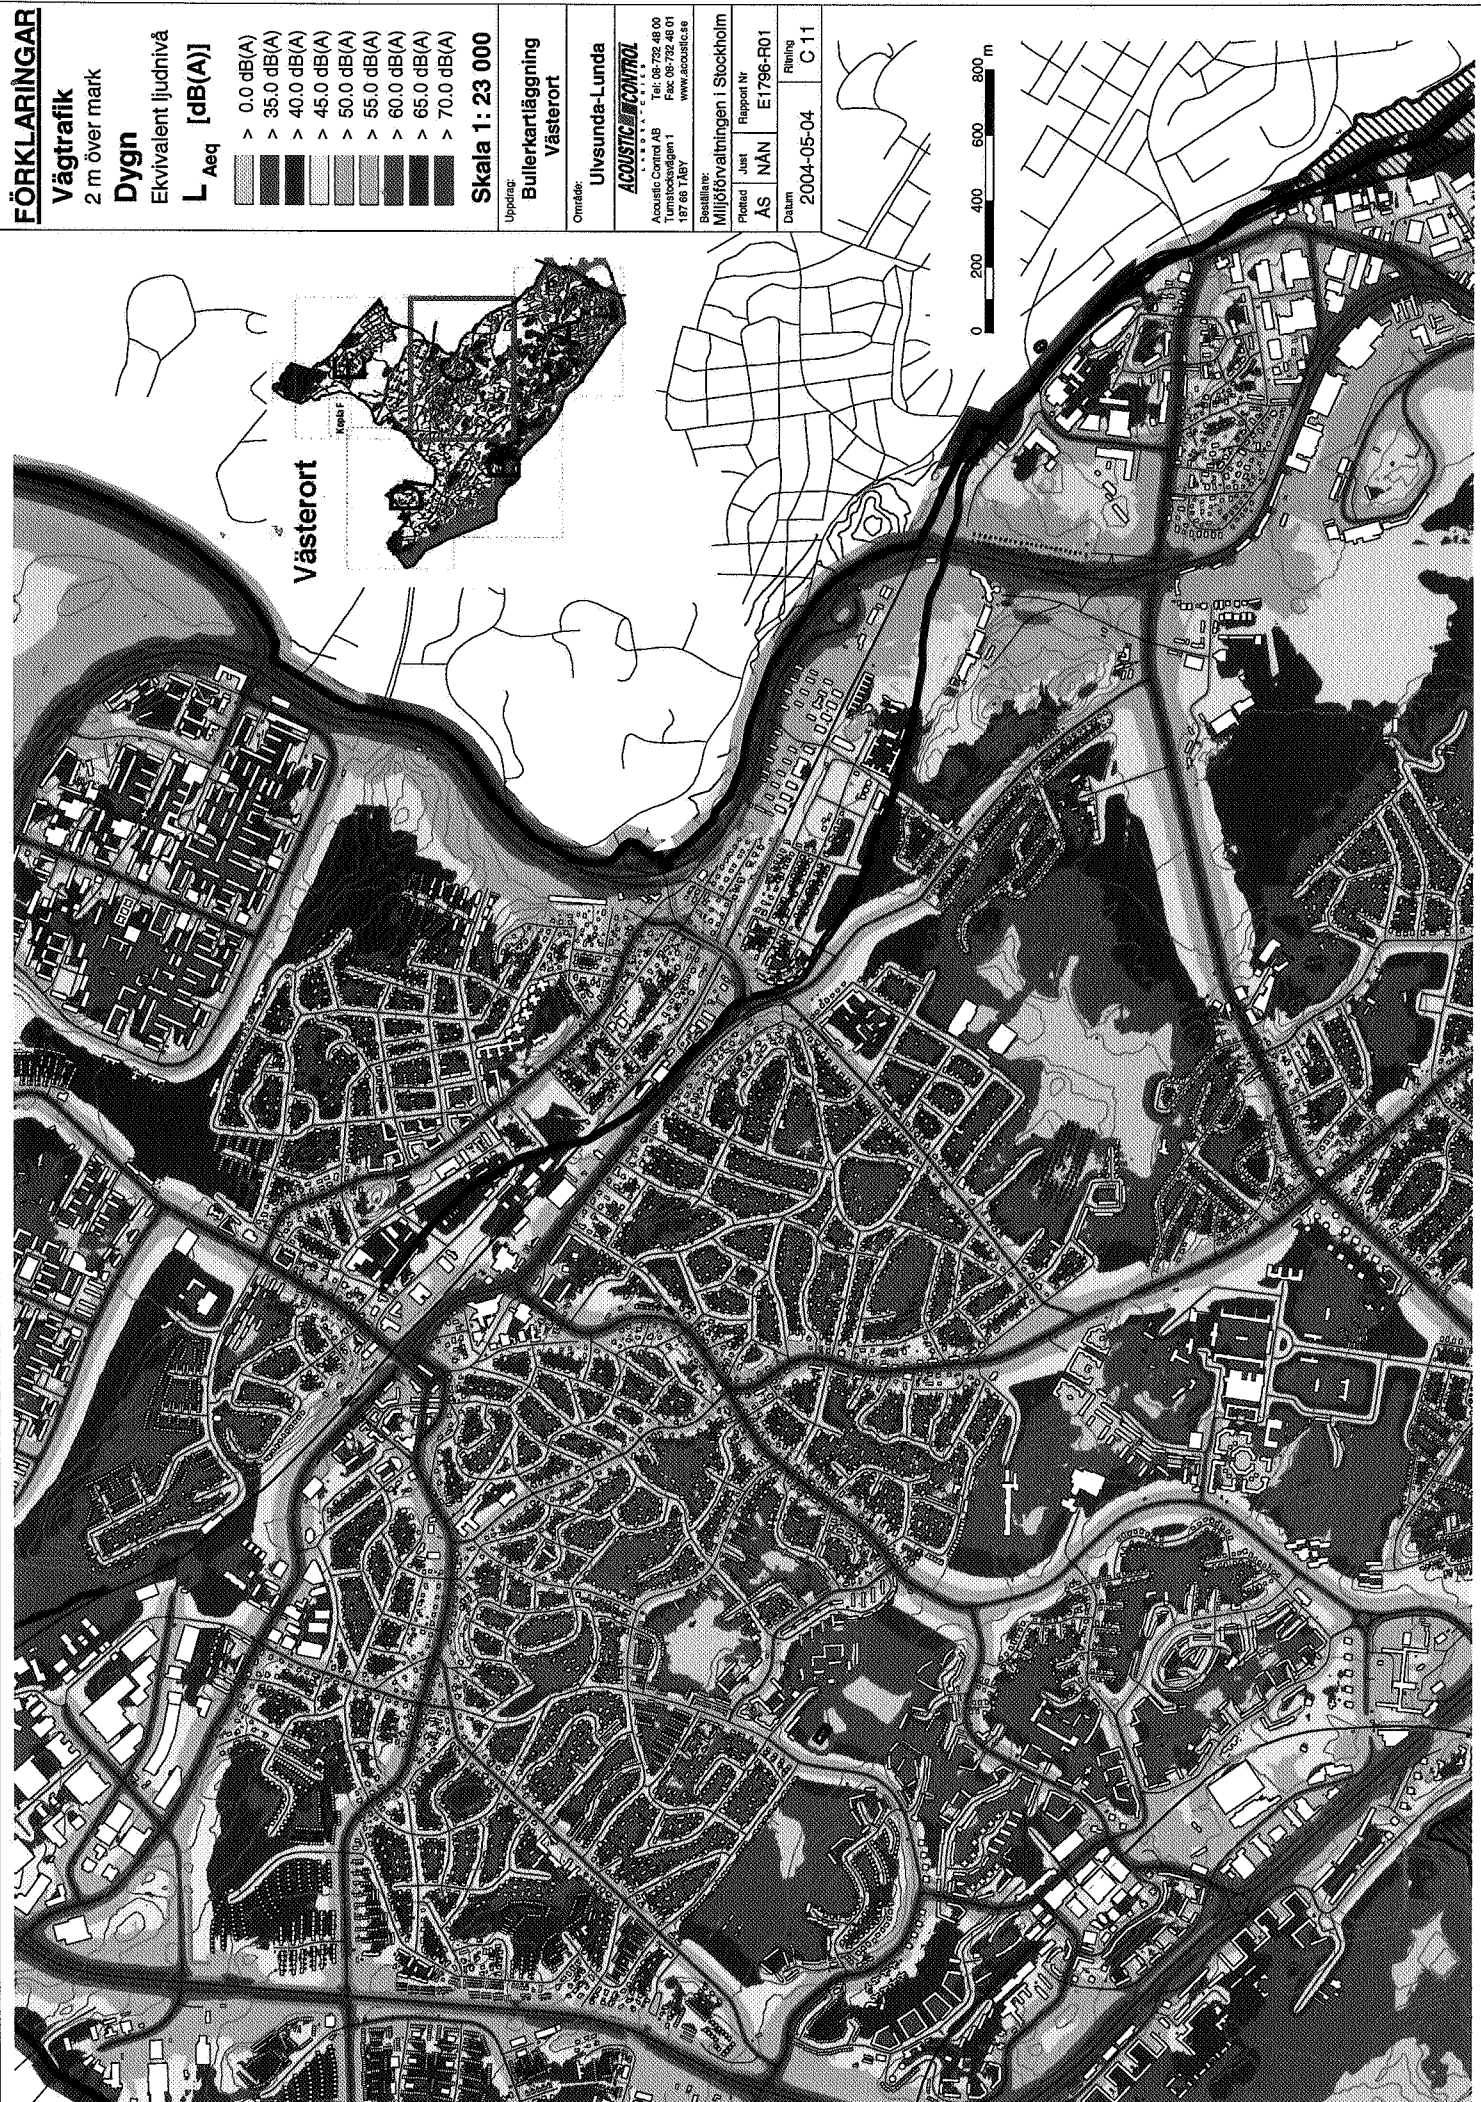 FÖRKLARINGAR
Vägtrafik
2 m över mark
Dygn
Ekvivalent ljudnivå
L Aeq [dB(A)]
> 0.0 dB(A)
> 35.0 dB(A)
> 40.0 dB(A)
> 45.0 dB(A)
> 50.0 dB(A)
> 55.0 dB(A)
> 60.0 dB(A)
> 65.0 dB(A)
> 70.0 dB(A)
Skala 1: 23 000
Uppdrag:
Bullerkartläggning
Västerort
Område:
Ulvsunda-Lunda
ACOUSTIC CONTROL
Acoustic Control AB Tel: 08-732 48 00
Tumstocksvägen 1 Fax: 08-732 48 01
187 66 TÄBY www.acoustic.se
Beställare:
Miljöförvaltningen i Stockholm
Plottad Just Rapport Nr
ÅS NÅN E1796-R01
Datum Ritning
2004-05-04 C 11
Västerort
Kopia F
0 200 400 600 800 m